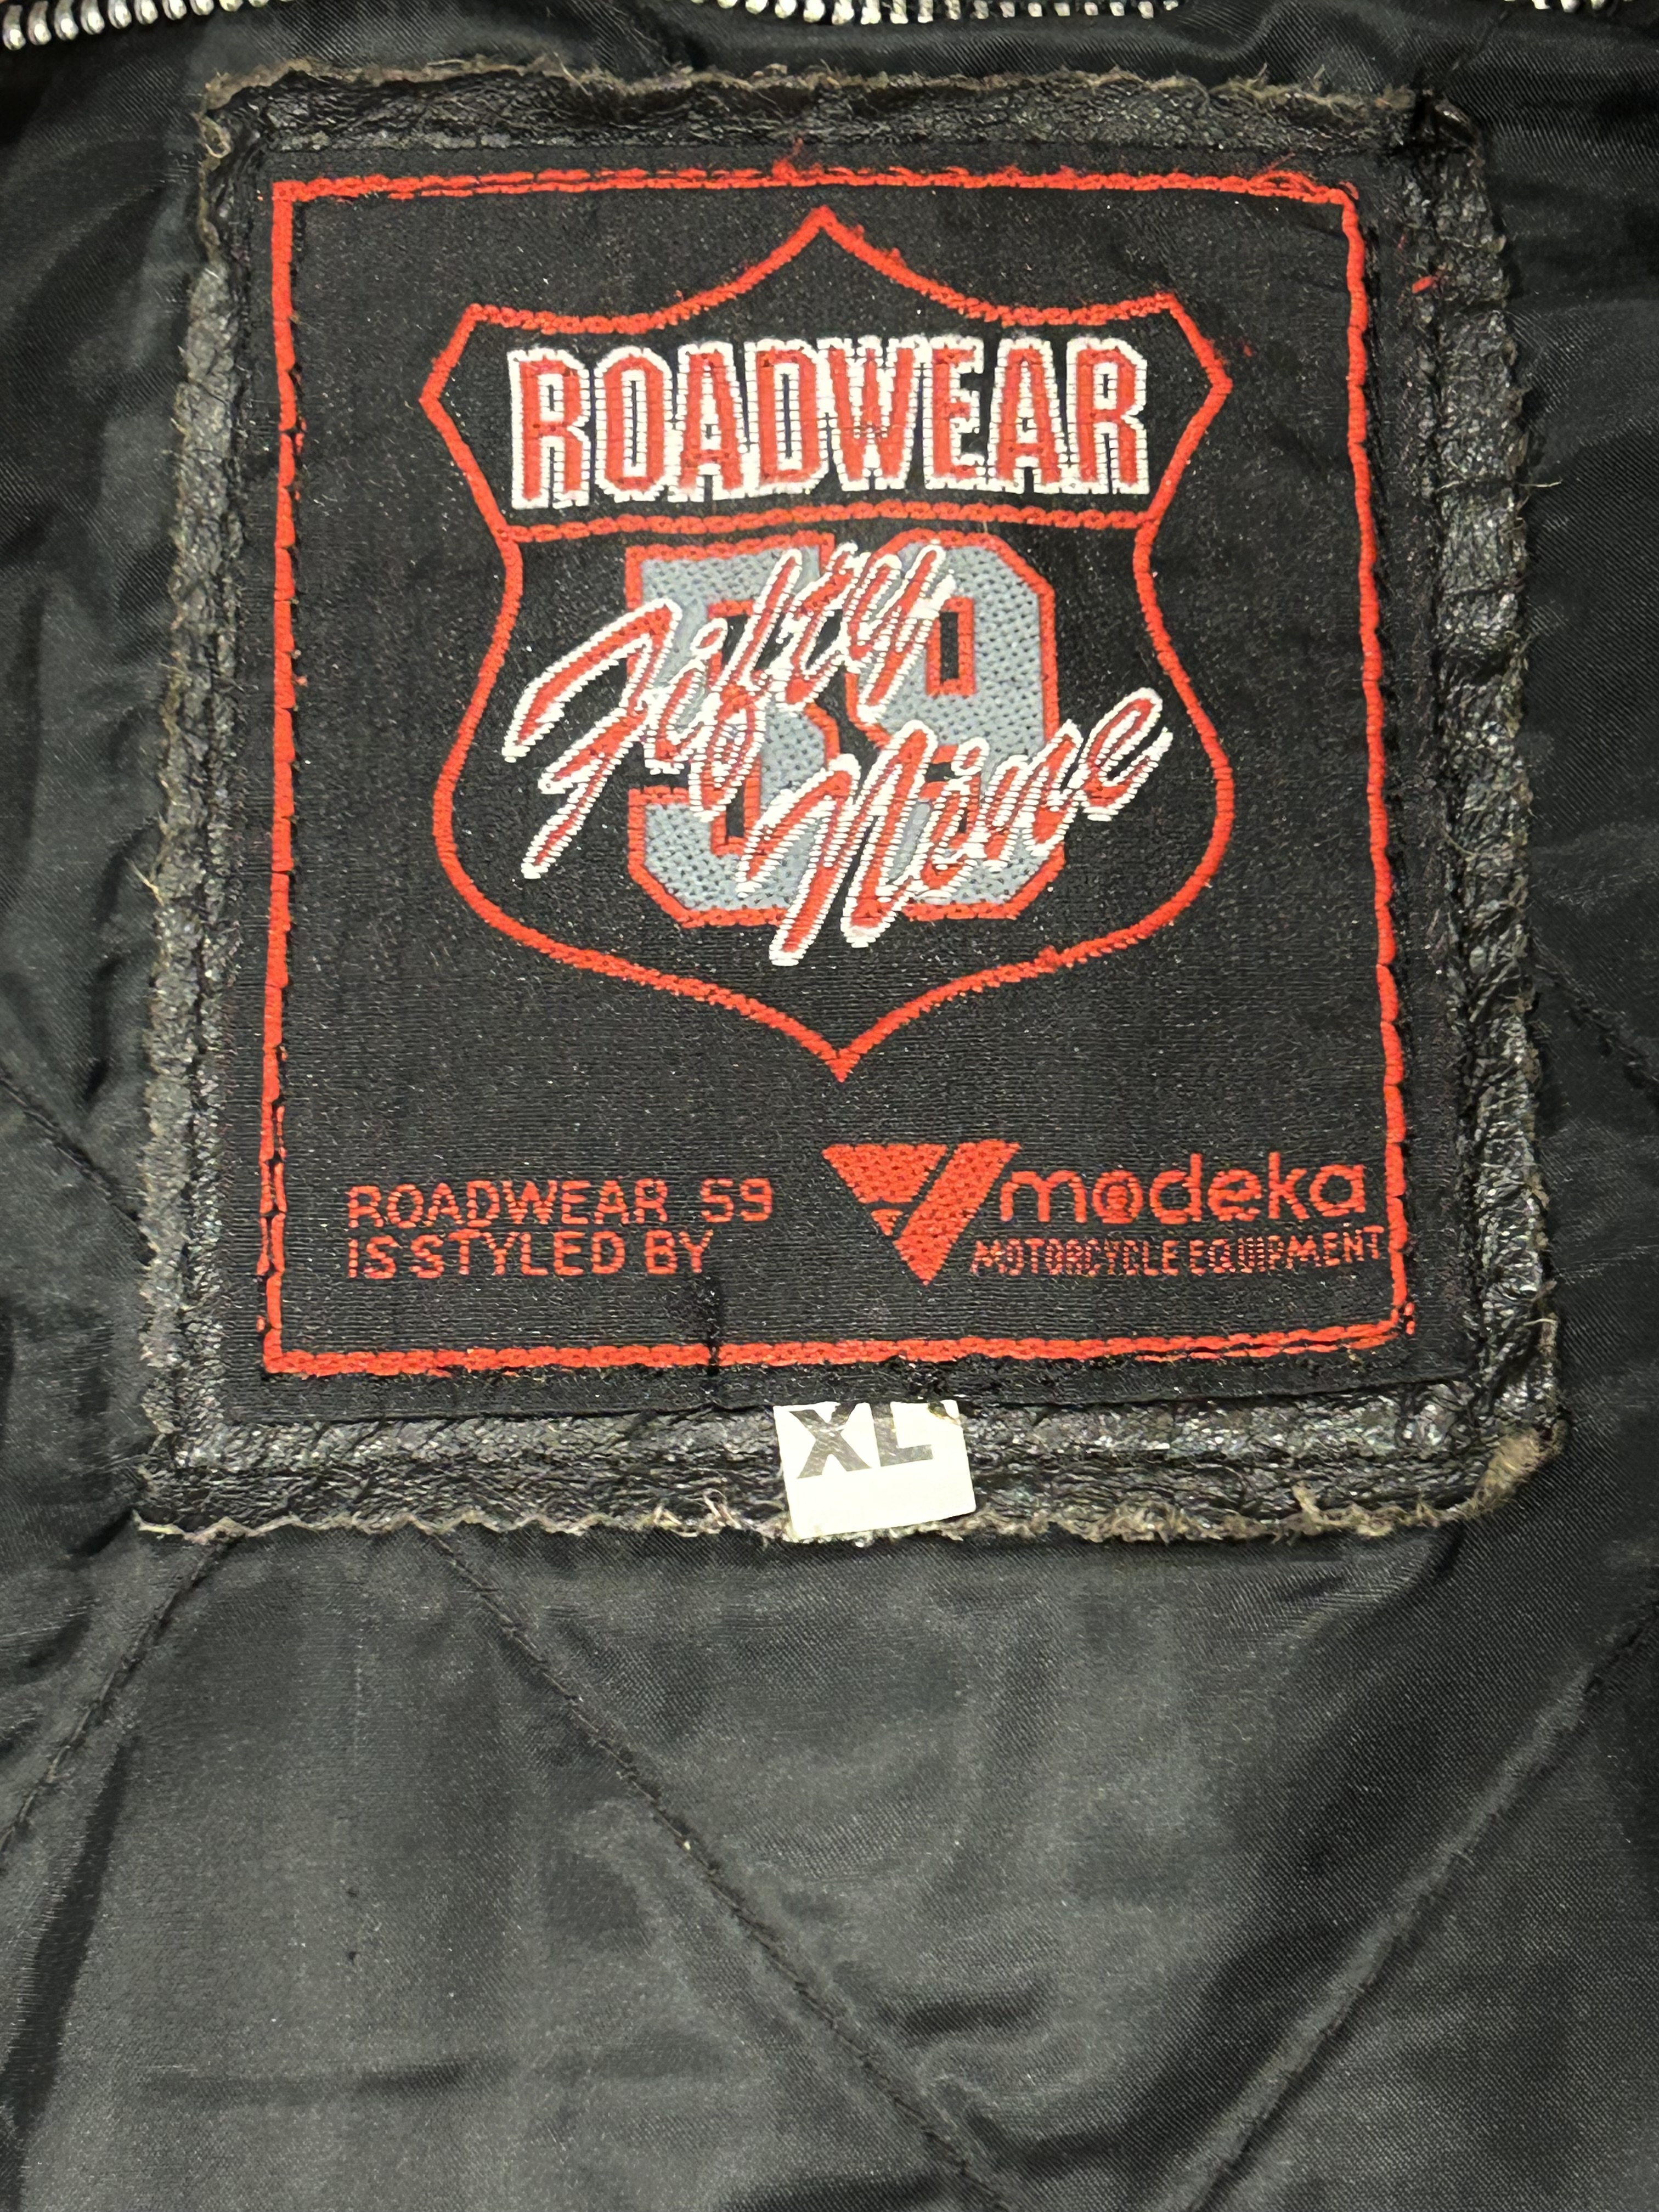 ROADWEAR
59
Fifty
Nine
ROADWEAR 59
IS STYLED BY
modeka
MOTORCYCLE EQUIPMENT
XL